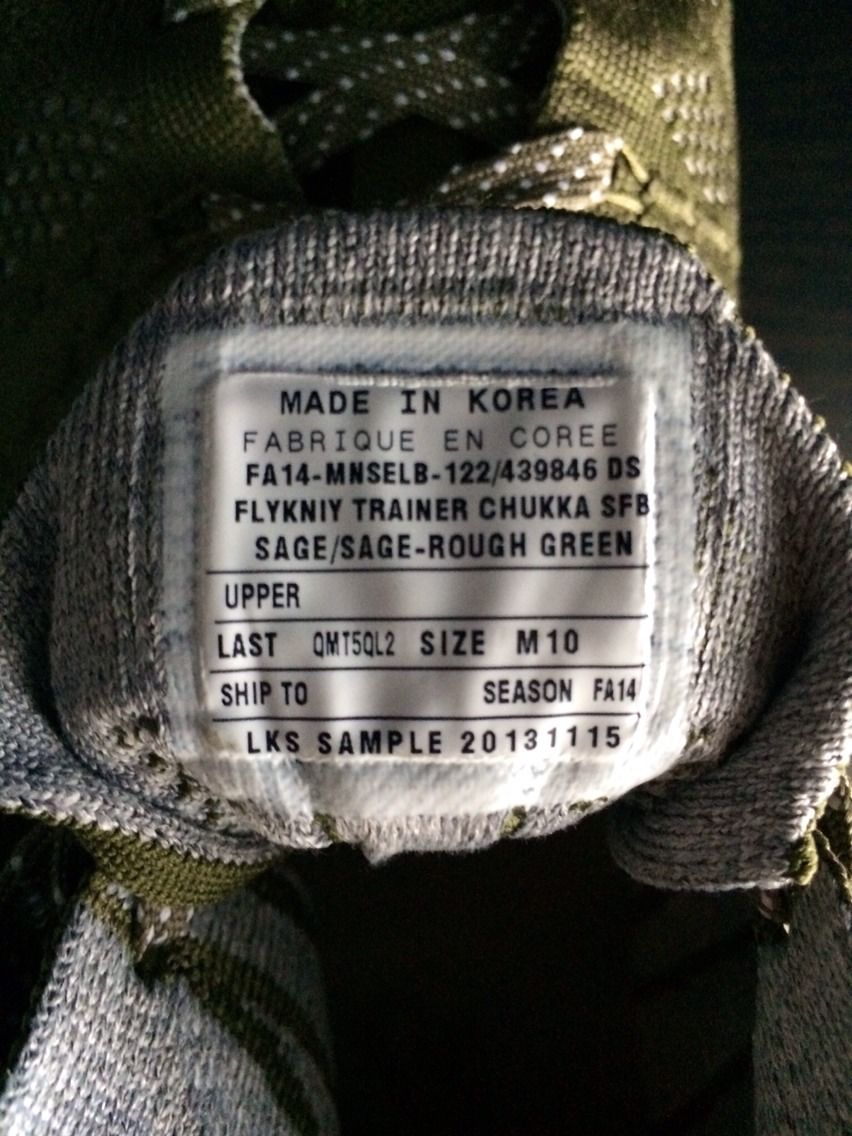 MADE IN KOREA
FABRIQUE EN COREE
FA14-MNSELB-122/439846 DS
FLYKNIY TRAINER CHUKKA SFB
SAGE/SAGE-ROUGH GREEN
UPPER
LAST QMT5QL2 SIZE M10
SHIP TO SEASON FA14
LKS SAMPLE 20131115